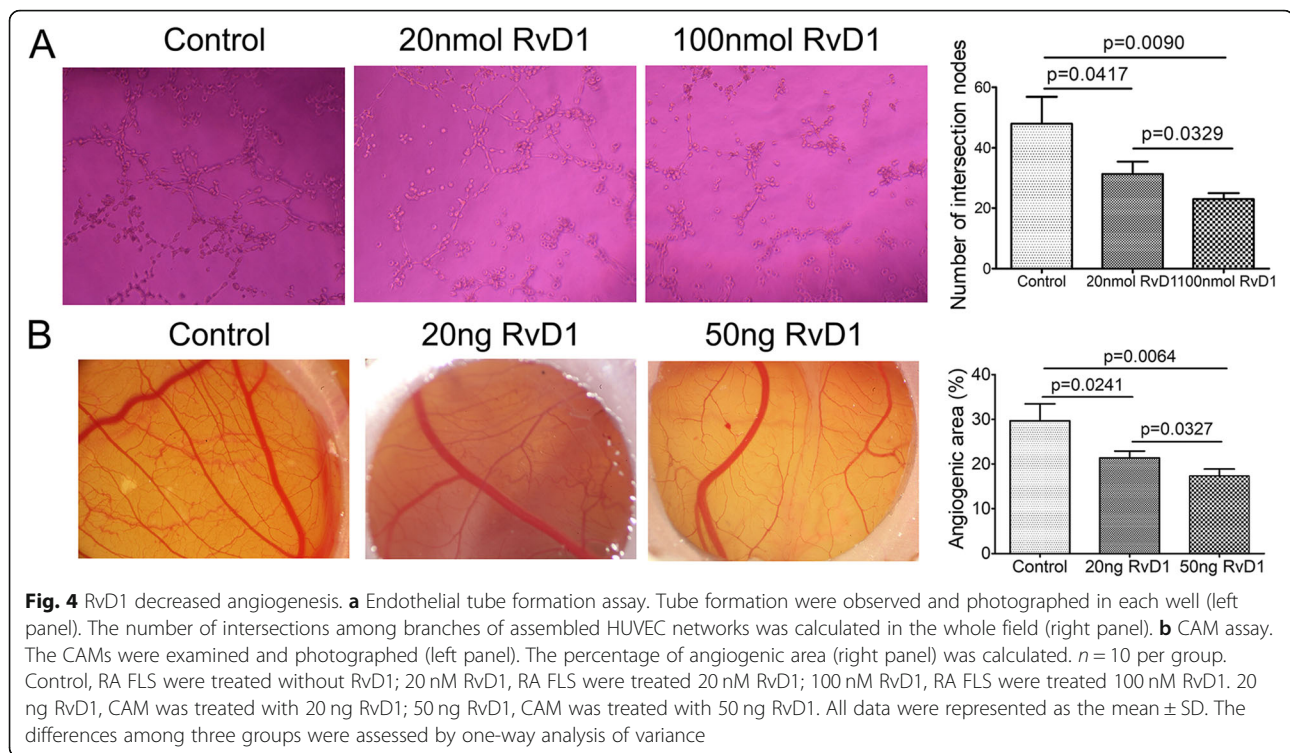 A
Control
20nmol RvD1
100nmol RvD1
p=0.0090
p=0.0417
p=0.0329
Number of intersection nodes
60
40
20
0
Control
20nmol RvD1
100nmol RvD1
B
Control
20ng RvD1
50ng RvD1
p=0.0064
p=0.0241
p=0.0327
Angiogenic area (%)
40
30
20
10
0
Control
20ng RvD1
50ng RvD1
Fig. 4 RvD1 decreased angiogenesis. a Endothelial tube formation assay. Tube formation were observed and photographed in each well (left
panel). The number of intersections among branches of assembled HUVEC networks was calculated in the whole field (right panel). b CAM assay.
The CAMs were examined and photographed (left panel). The percentage of angiogenic area (right panel) was calculated. n = 10 per group.
Control, RA FLS were treated without RvD1; 20 nM RvD1, RA FLS were treated 20 nM RvD1; 100 nM RvD1, RA FLS were treated 100 nM RvD1. 20
ng RvD1, CAM was treated with 20 ng RvD1; 50 ng RvD1, CAM was treated with 50 ng RvD1. All data were represented as the mean ± SD. The
differences among three groups were assessed by one-way analysis of variance